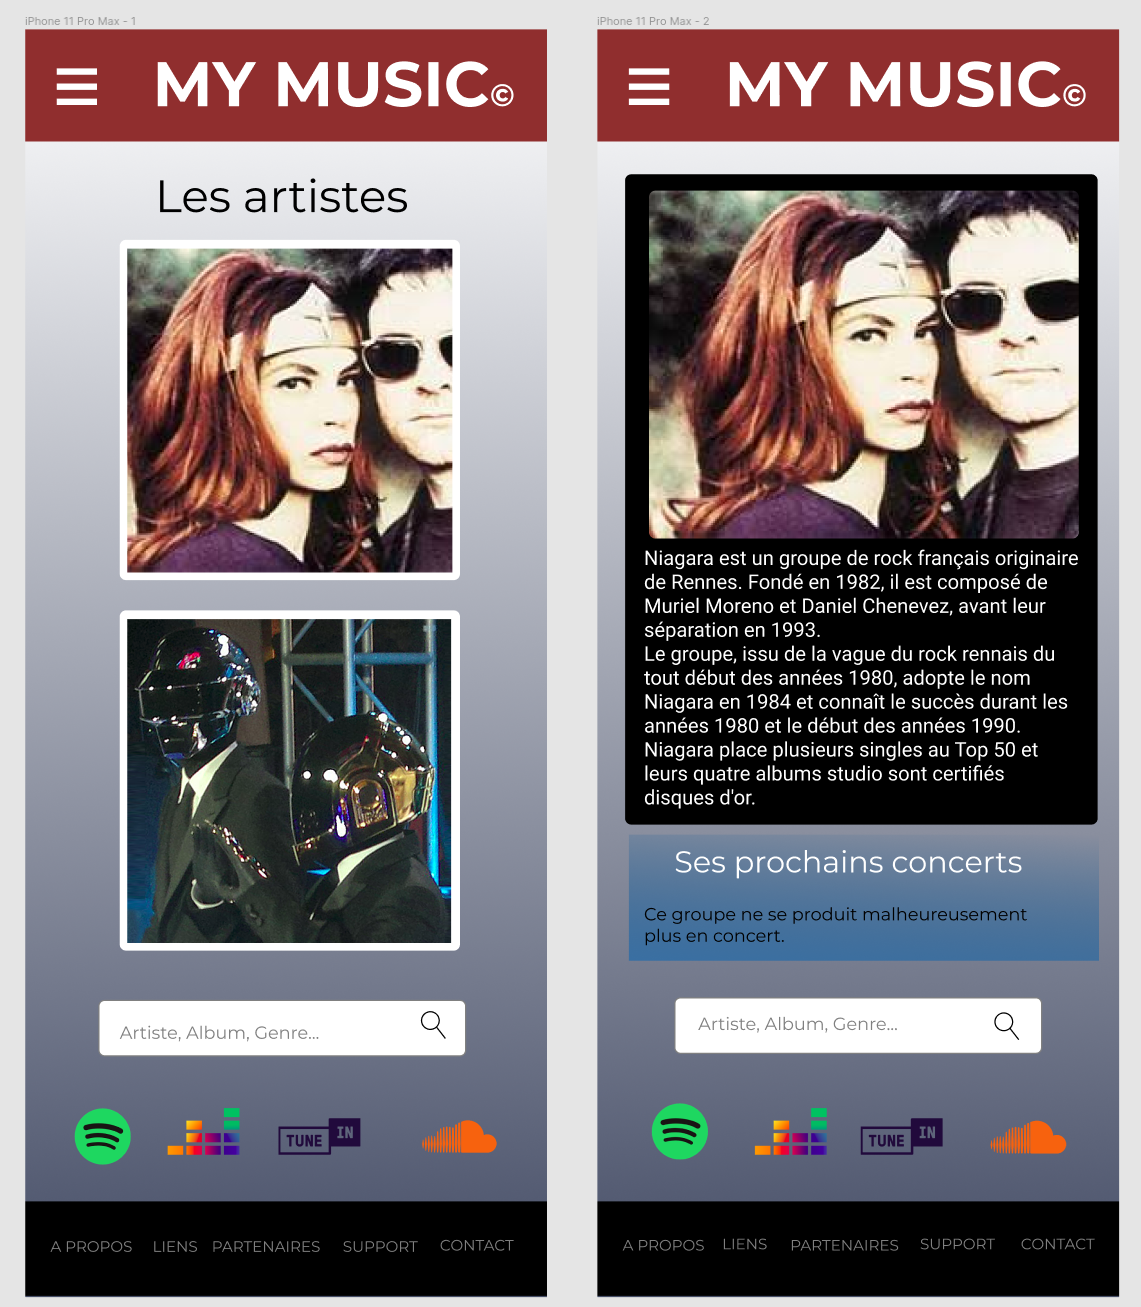 iPhone 11 Pro Max - 1
MY MUSIC©
Les artistes
Artiste, Album, Genre...
TUNE IN
A PROPOS LIENS PARTENAIRES SUPPORT CONTACT
iPhone 11 Pro Max - 2
MY MUSIC©
Niagara est un groupe de rock français originaire
de Rennes. Fondé en 1982, il est composé de
Muriel Moreno et Daniel Chenevez, avant leur
séparation en 1993.
Le groupe, issu de la vague du rock rennais du
tout début des années 1980, adopte le nom
Niagara en 1984 et connaît le succès durant les
années 1980 et le début des années 1990.
Niagara place plusieurs singles au Top 50 et
leurs quatre albums studio sont certifiés
disques d'or.
Ses prochains concerts
Ce groupe ne se produit malheureusement
plus en concert.
Artiste, Album, Genre...
TUNE IN
A PROPOS LIENS PARTENAIRES SUPPORT CONTACT